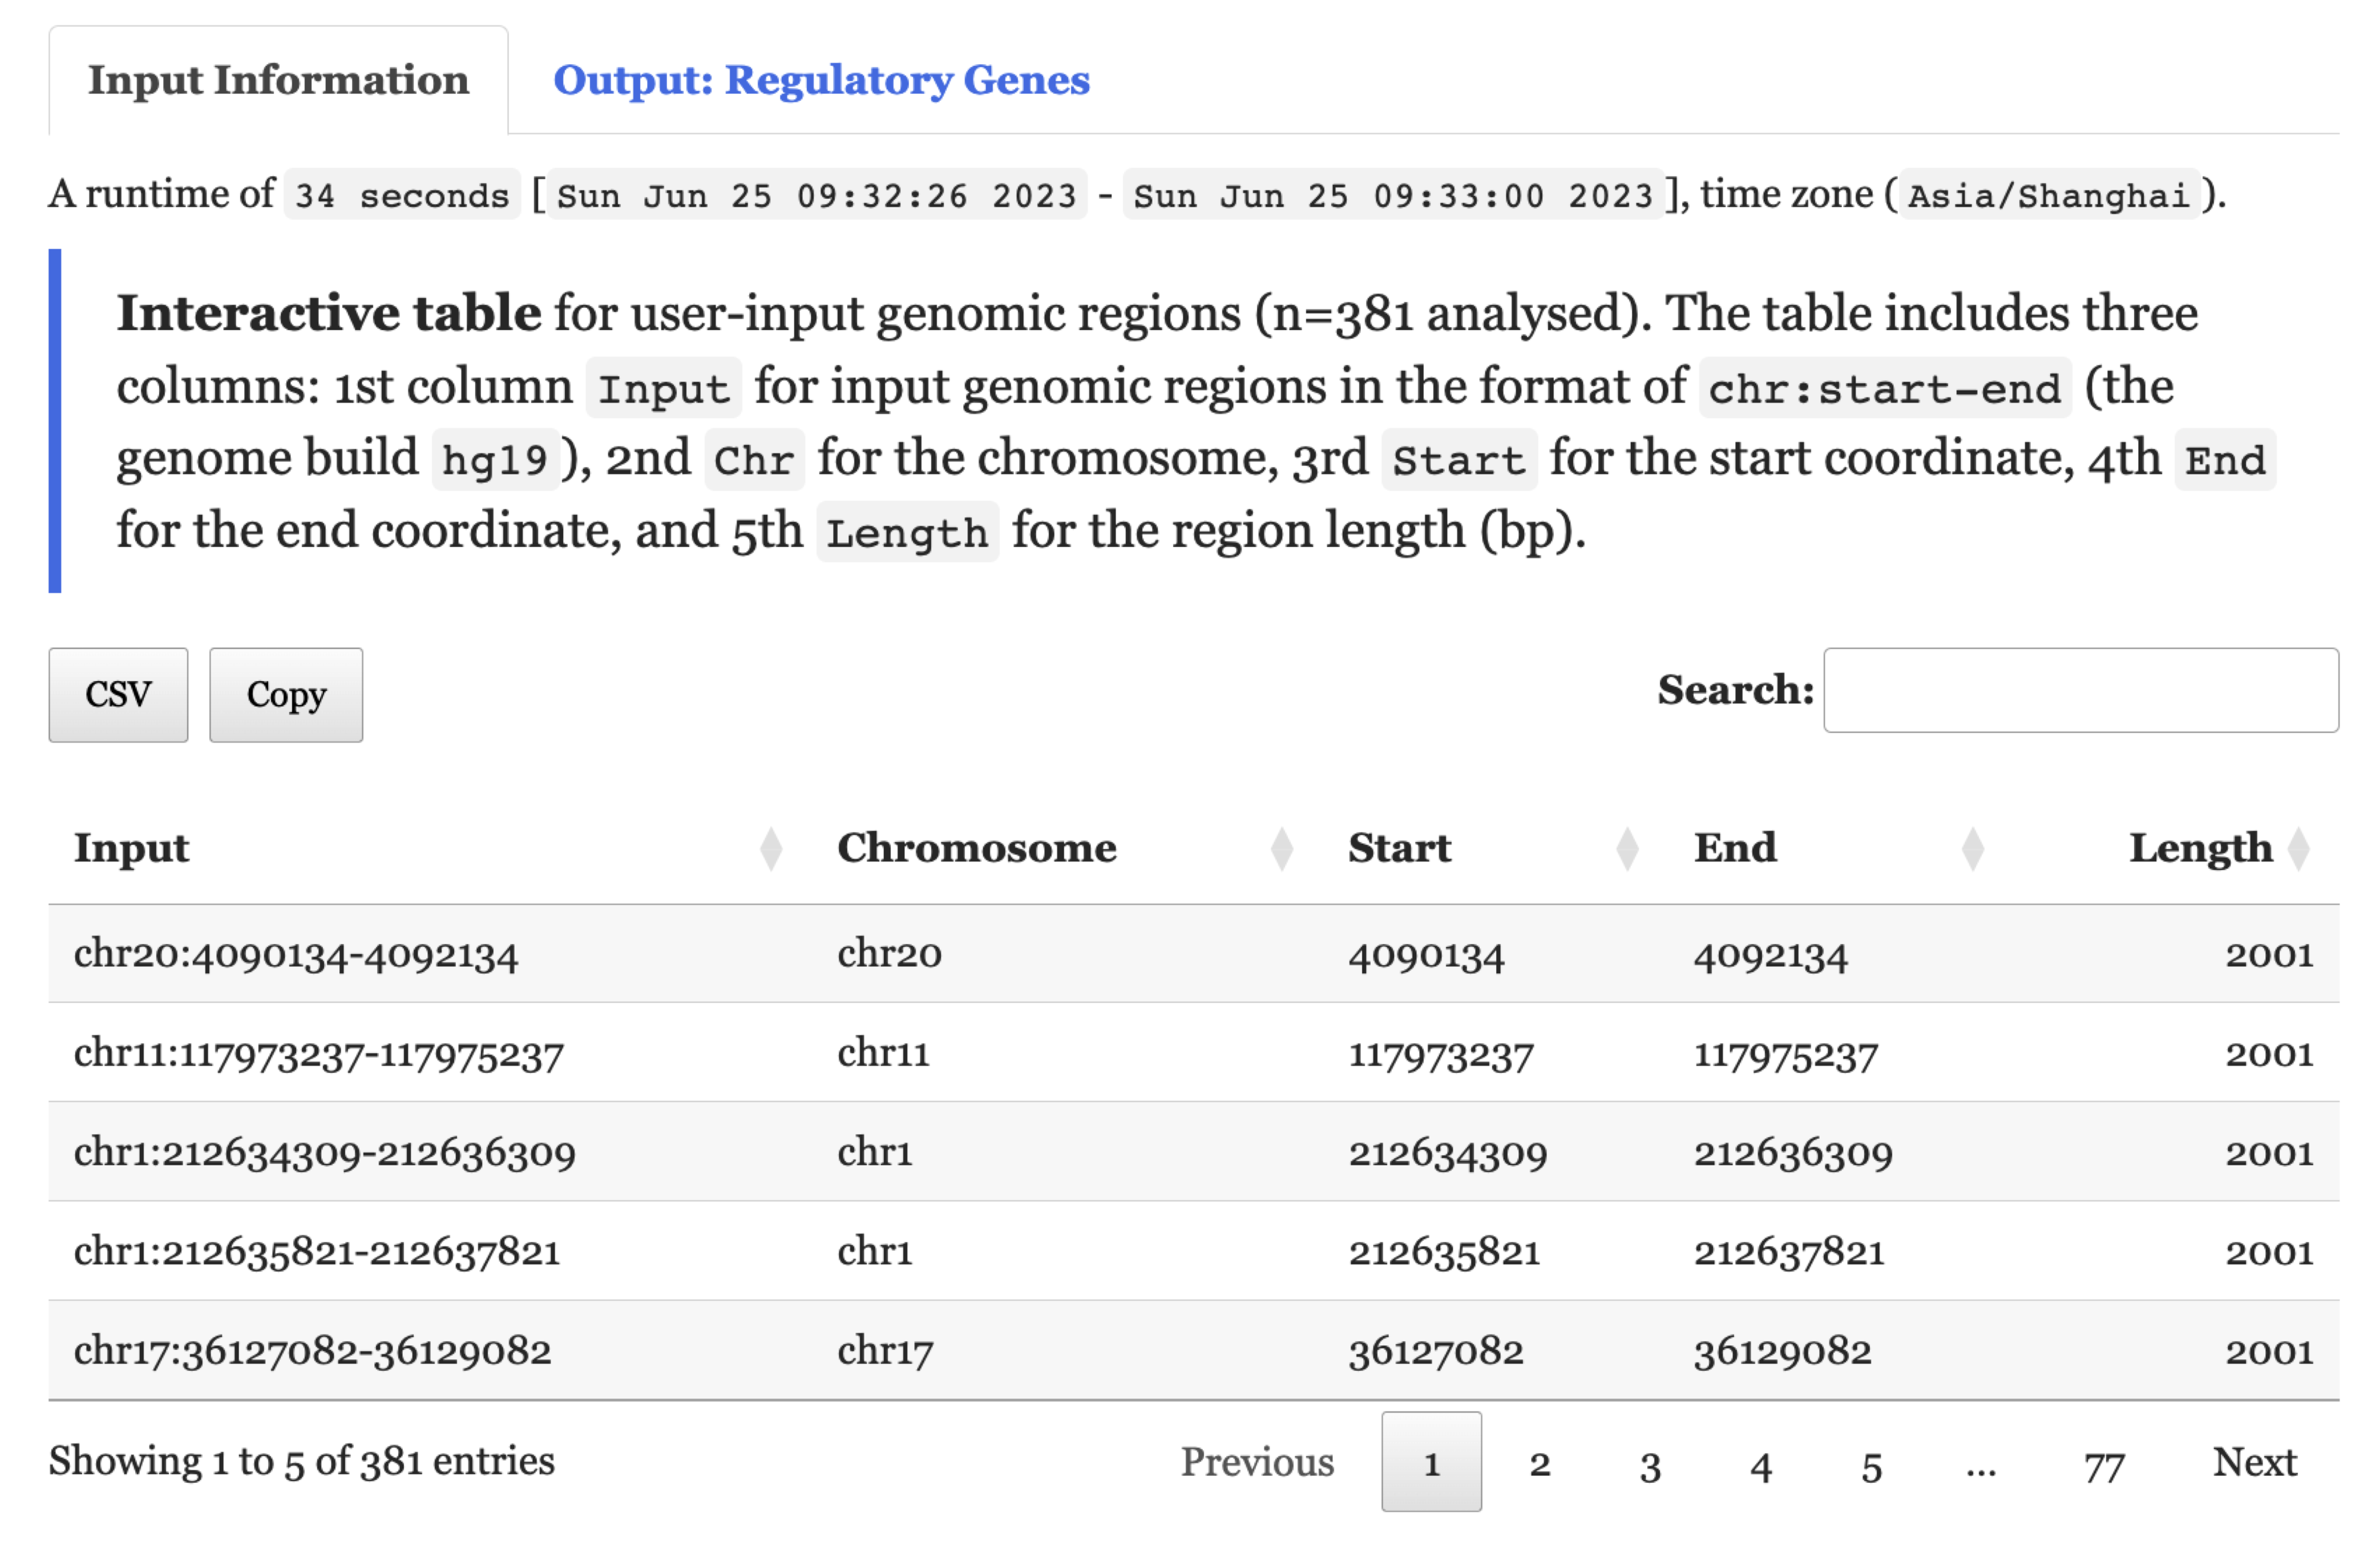 Input Information Output: Regulatory Genes
A runtime of 34 seconds [ Sun Jun 25 09:32:26 2023 - Sun Jun 25 09:33:00 2023 ], time zone ( Asia/Shanghai ).
Interactive table for user-input genomic regions (n=381 analysed). The table includes three
columns: 1st column Input for input genomic regions in the format of chr:start-end (the
genome build hg19 ), 2nd Chr for the chromosome, 3rd Start for the start coordinate, 4th End
for the end coordinate, and 5th Length for the region length (bp).
CSV Copy Search:
Input Chromosome Start End Length
chr20:4090134-4092134 chr20 4090134 4092134 2001
chr11:117973237-117975237 chr11 117973237 117975237 2001
chr1:212634309-212636309 chr1 212634309 212636309 2001
chr1:212635821-212637821 chr1 212635821 212637821 2001
chr17:36127082-36129082 chr17 36127082 36129082 2001
Showing 1 to 5 of 381 entries Previous 1 2 3 4 5 ... 77 Next